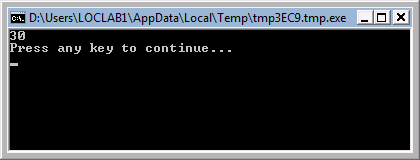 D:\Users\LOCLAB1\AppData\Local\Temp\tmp3EC9.tmp.exe
30
Press any key to continue...